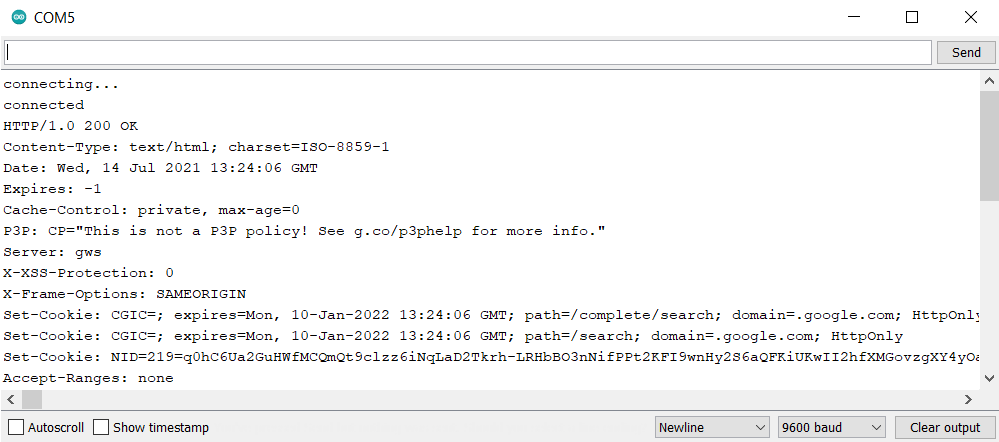 COM5
Send
connecting...
connected
HTTP/1.0 200 OK
Content-Type: text/html; charset=ISO-8859-1
Date: Wed, 14 Jul 2021 13:24:06 GMT
Expires: -1
Cache-Control: private, max-age=0
P3P: CP="This is not a P3P policy! See g.co/p3phelp for more info."
Server: gws
X-XSS-Protection: 0
X-Frame-Options: SAMEORIGIN
Set-Cookie: CGIC=; expires=Mon, 10-Jan-2022 13:24:06 GMT; path=/complete/search; domain=.google.com; HttpOnly
Set-Cookie: CGIC=; expires=Mon, 10-Jan-2022 13:24:06 GMT; path=/search; domain=.google.com; HttpOnly
Set-Cookie: NID=219=q0hC6Ua2GuHWfMCQmQt9clzz6iNqLaD2Tkrh-LRHbBO3nNifPPt2KFI9wnHy2S6aQFKiUKwII2hfXMGovzgXY4yOa
Accept-Ranges: none
Autoscroll Show timestamp Newline 9600 baud Clear output